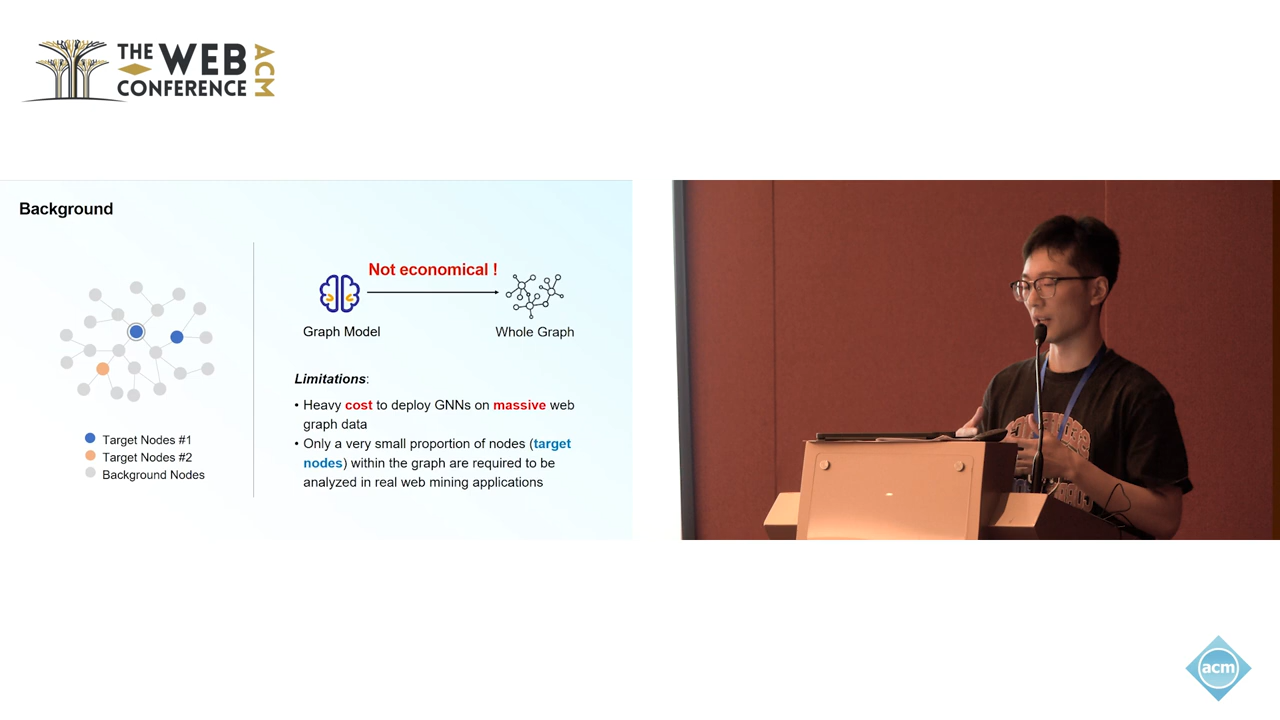 THE WEB
CONFERENCE
ACM
Background
Not economical !
Graph Model
Whole Graph
Limitations:
• Heavy cost to deploy GNNs on massive web
graph data
• Only a very small proportion of nodes (target
nodes) within the graph are required to be
analyzed in real web mining applications
Target Nodes #1
Target Nodes #2
Background Nodes
acm